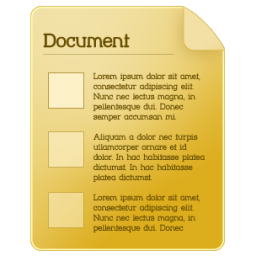 Document
Lorem ipsum dolor sit amet,
consectetur adipiscing elit.
Nunc nec lectus magna, in
pellentesque dui. Donec
semper accumsan mi.
Aliquam a dolor nec turpis
ullamcorper ornare et id
dolor. In hac habitasse platea
dictumst. In hac habitasse
platea dictumst.
Lorem ipsum dolor sit amet,
consectetur adipiscing elit.
Nunc nec lectus magna, in
pellentesque dui. Donec